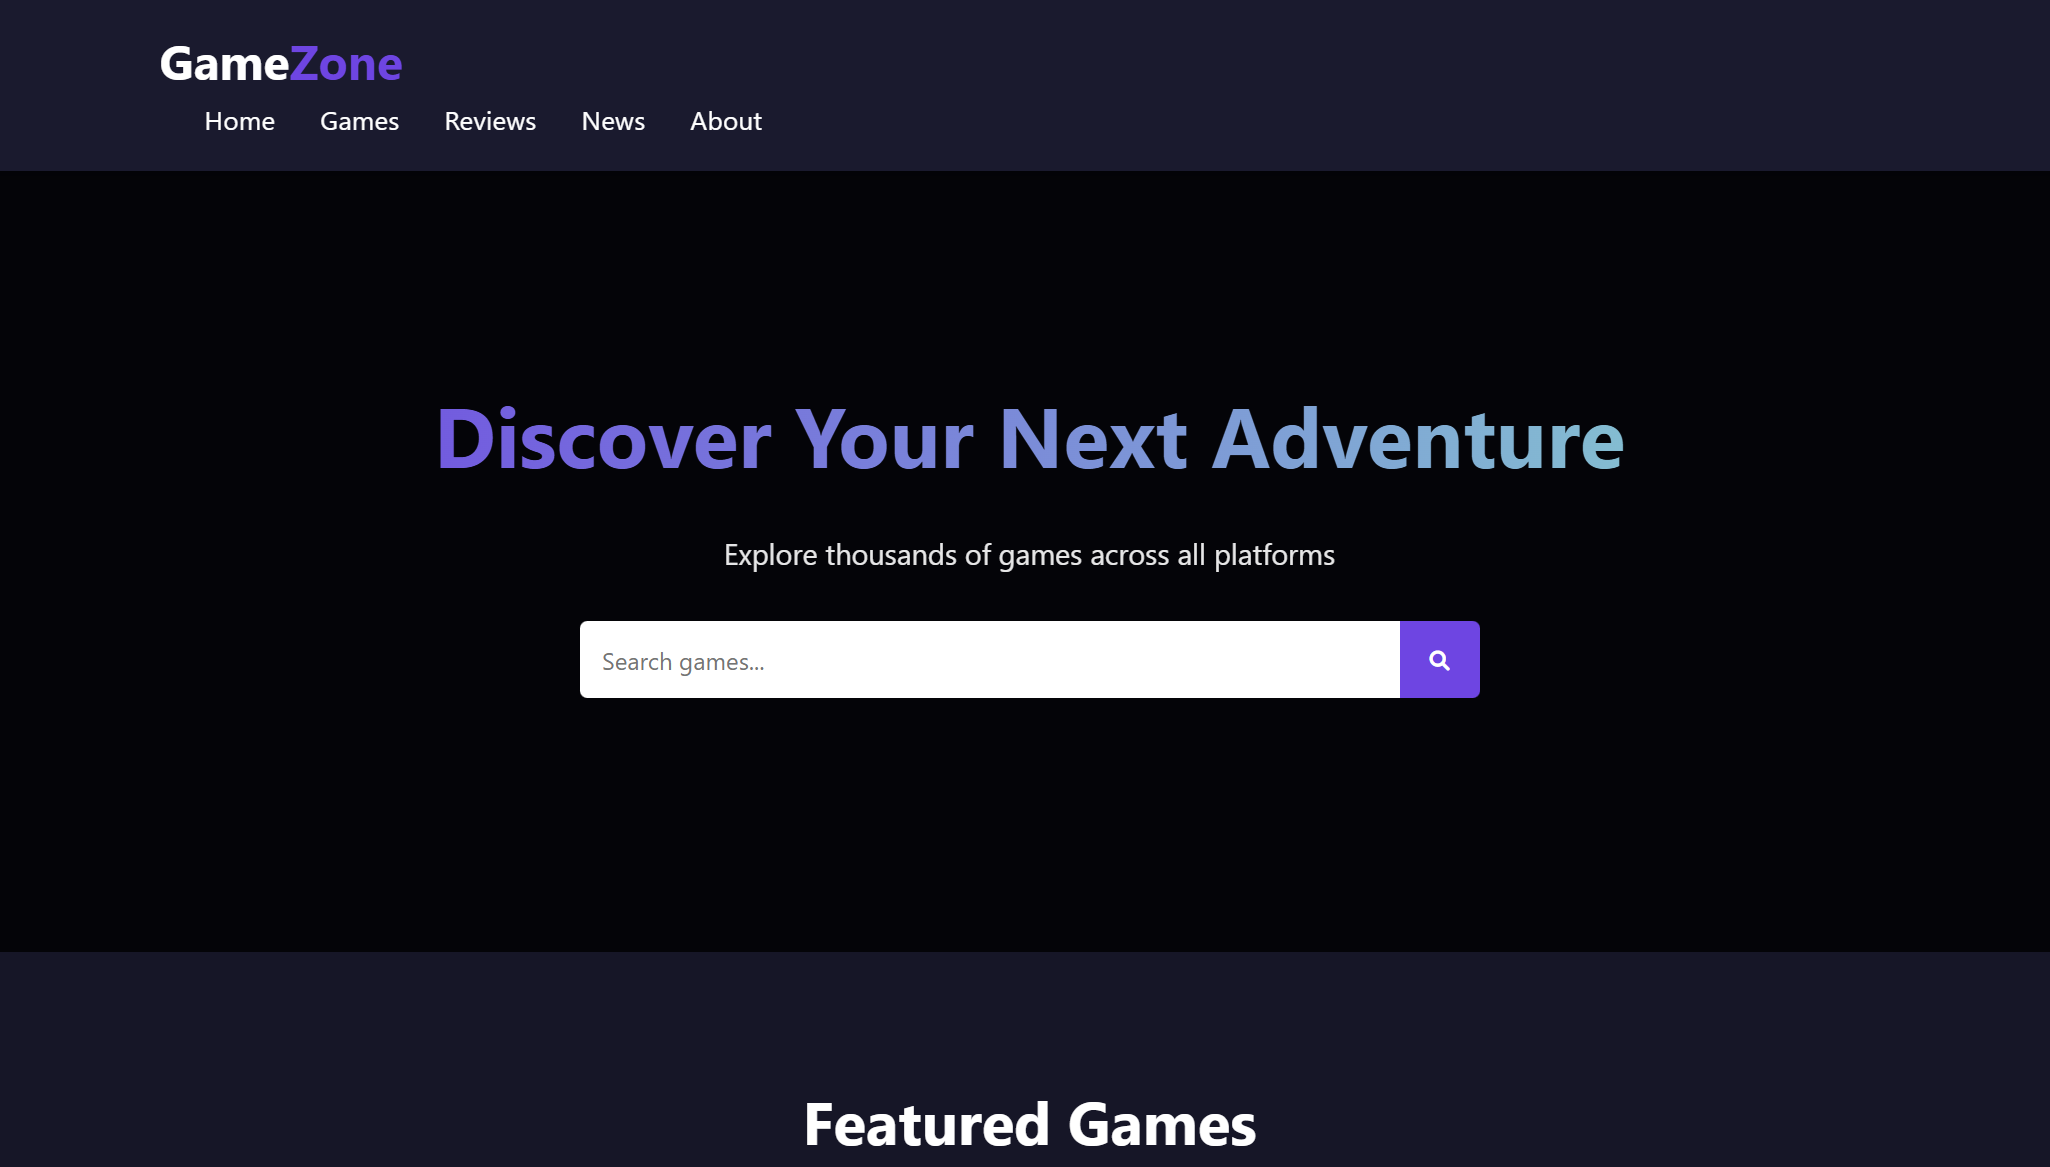 GameZone
Home Games Reviews News About
Discover Your Next Adventure
Explore thousands of games across all platforms
Search games...
Featured Games